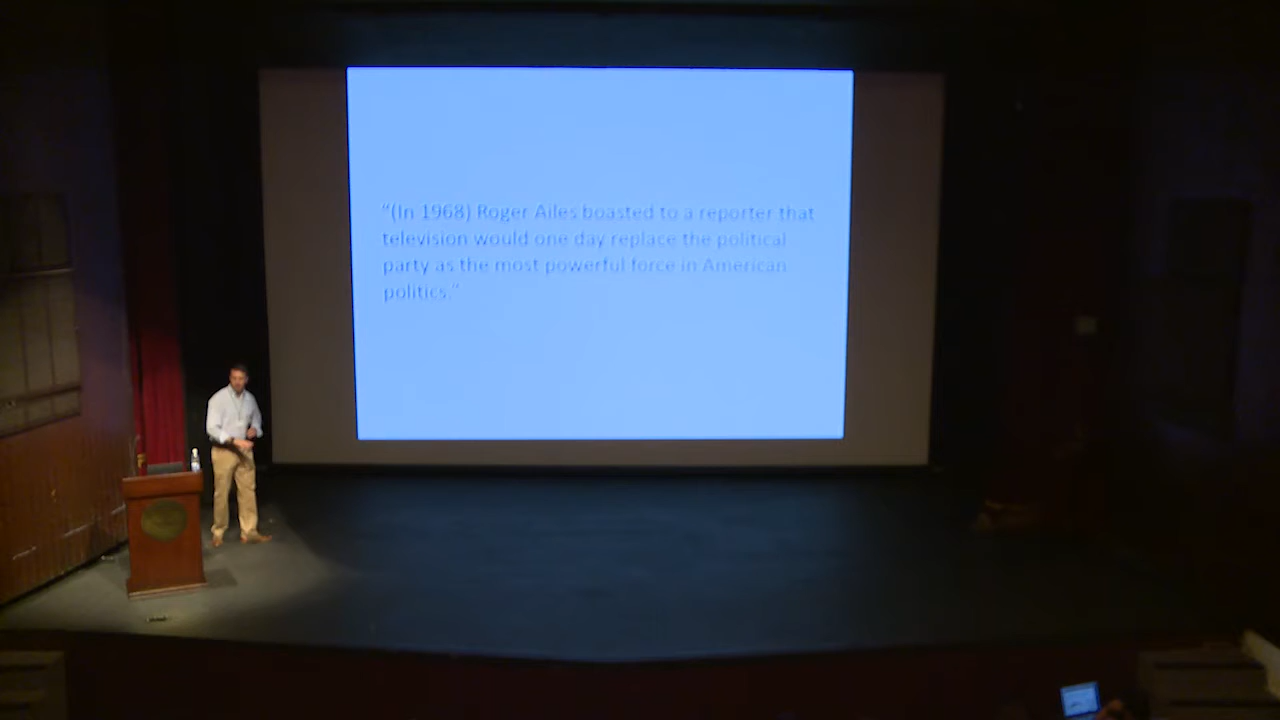 “(In 1968) Roger Ailes boasted to a reporter that
television would one day replace the political
party as the most powerful force in American
politics.”